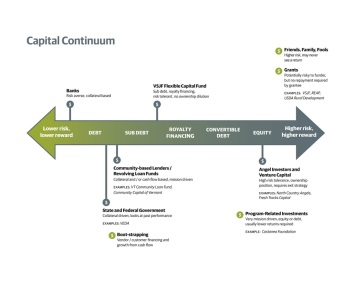 Capital Continuum
Friends, Family, Fools
Higher risk, may never
see a return
Grants
Potentially risky to funder,
but no repayment required
by grantee
EXAMPLES: VSJF, REAP,
USDA Rural Development
Banks
Risk averse, collateral based
VSJF Flexible Capital Fund
Sub debt, royalty financing,
risk tolerant, no ownership dilution
Lower risk,
lower reward
DEBT
SUB DEBT
ROYALTY
FINANCING
CONVERTIBLE
DEBT
EQUITY
Higher risk,
higher reward
Community-based Lenders /
Revolving Loan Funds
Collateral and / or cash flow based, mission driven
EXAMPLES: VT Community Loan Fund,
Community Capital of Vermont
Angel Investors and
Venture Capital
High risk tolerance, ownership
position, requires exit strategy
EXAMPLES: North Country Angels,
Fresh Tracks Capital
State and Federal Government
Collateral driven, looks at past performance
EXAMPLES: VEDA
Program-Related Investments
Very mission driven, equity or debt,
usually lower returns required
EXAMPLE: Castanea Foundation
Boot-strapping
Vendor / customer financing and
growth from cash flow